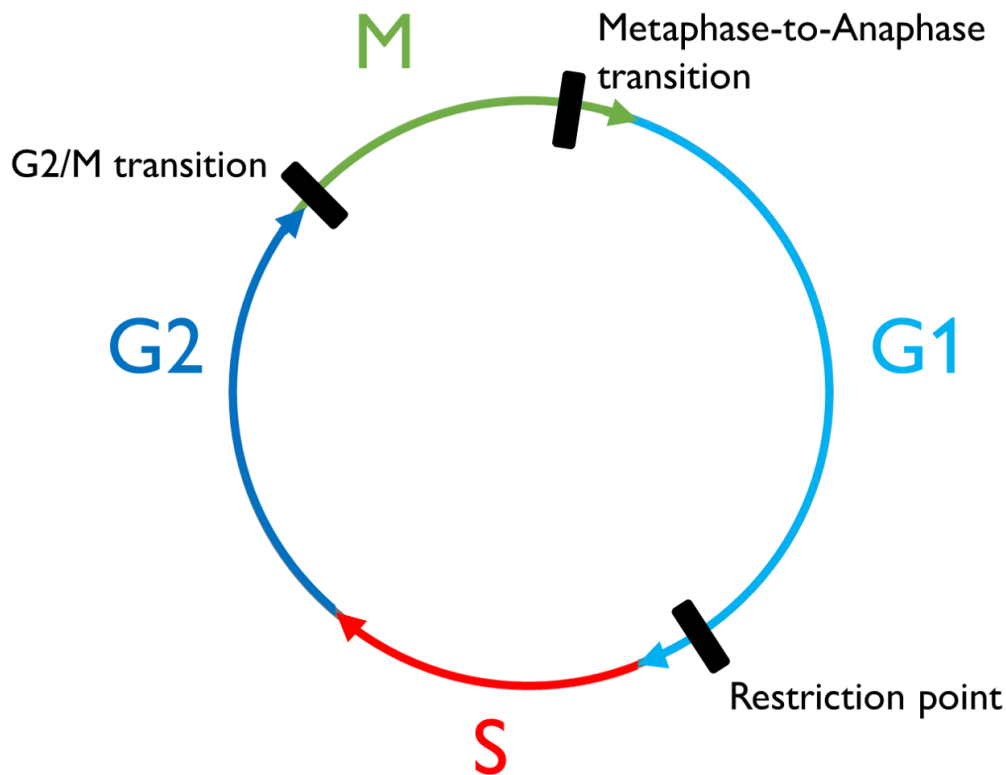 M
Metaphase-to-Anaphase
transition
G2/M transition
G2
G1
Restriction point
S